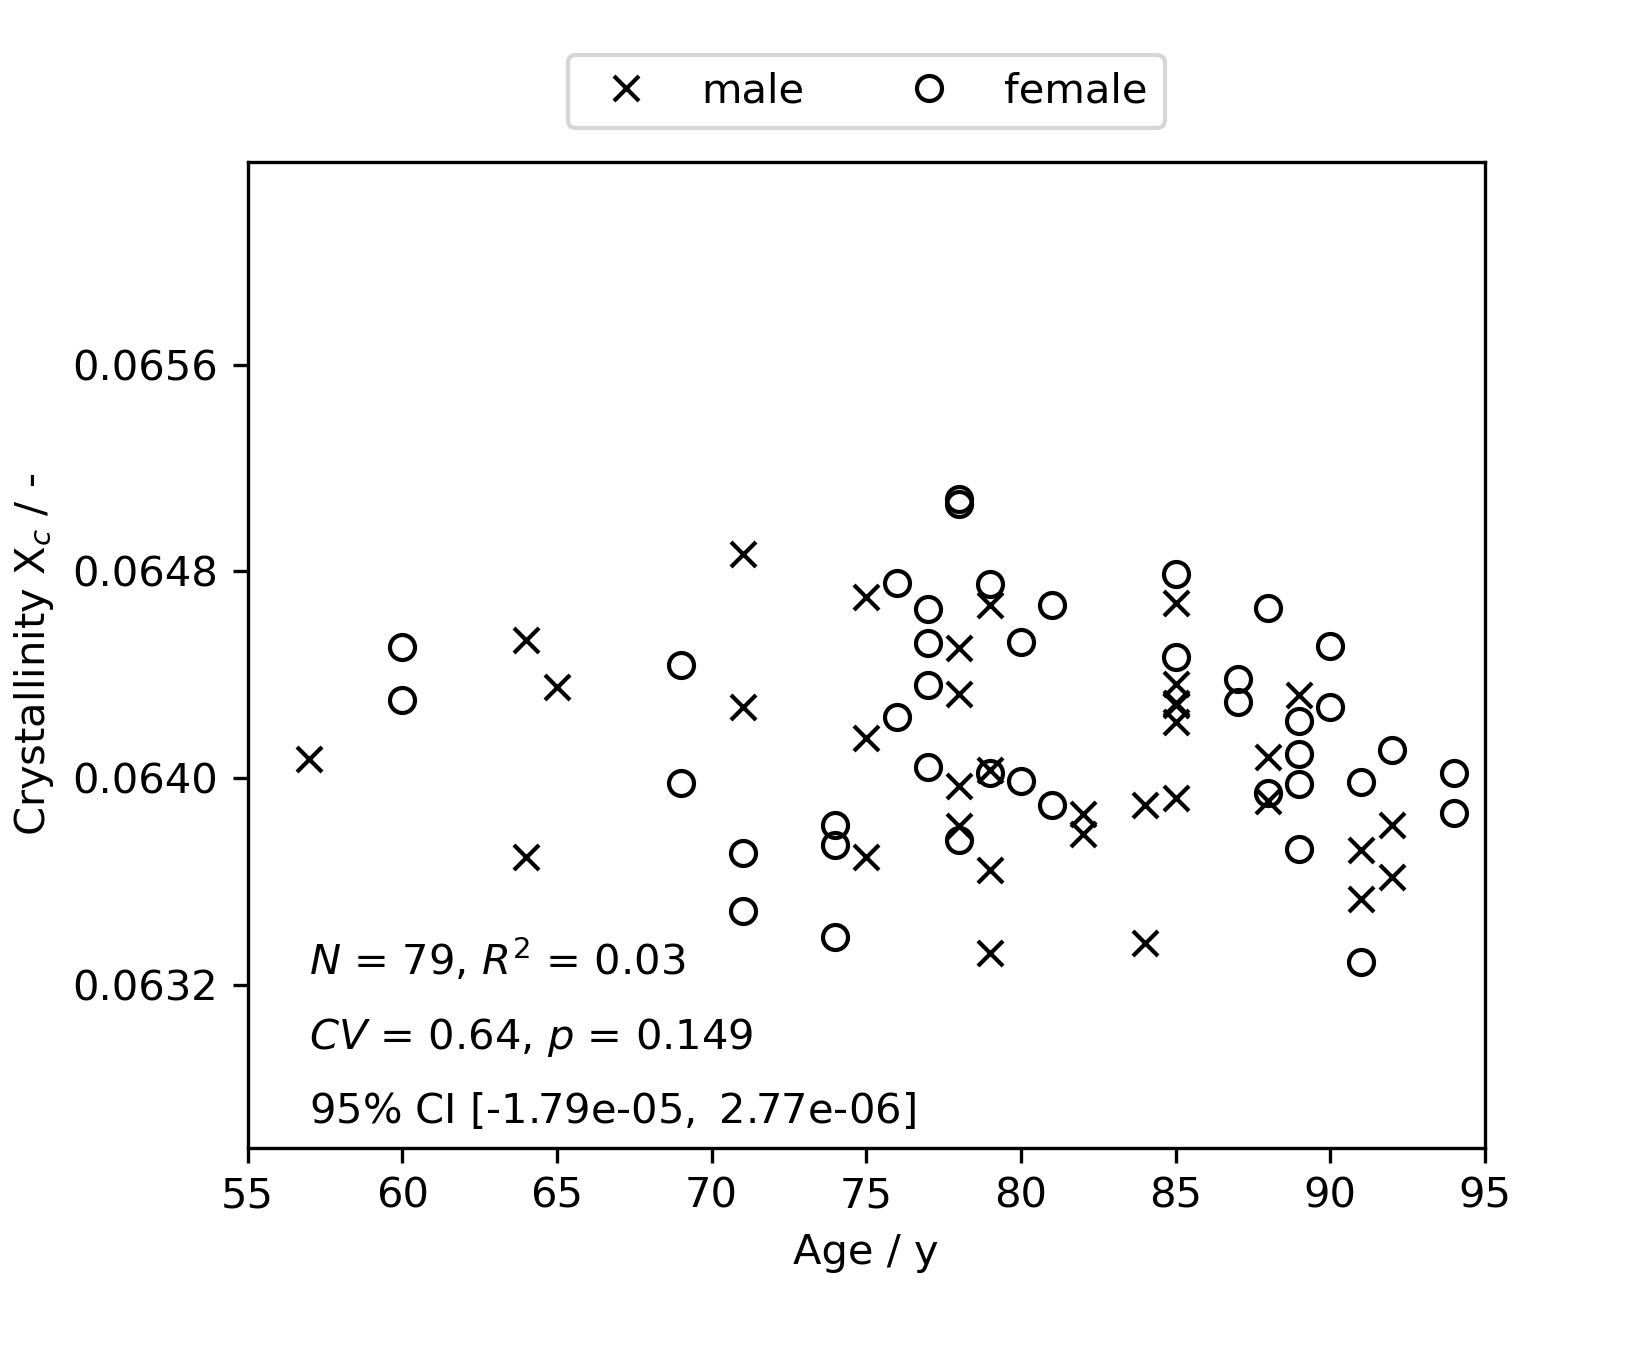 male female
0.0656
0.0648
0.0640
0.0632
Crystallinity X_c / -
N = 79, R² = 0.03
CV = 0.64, p = 0.149
95% CI [-1.79e-05, 2.77e-06]
55 60 65 70 75 80 85 90 95
Age / y